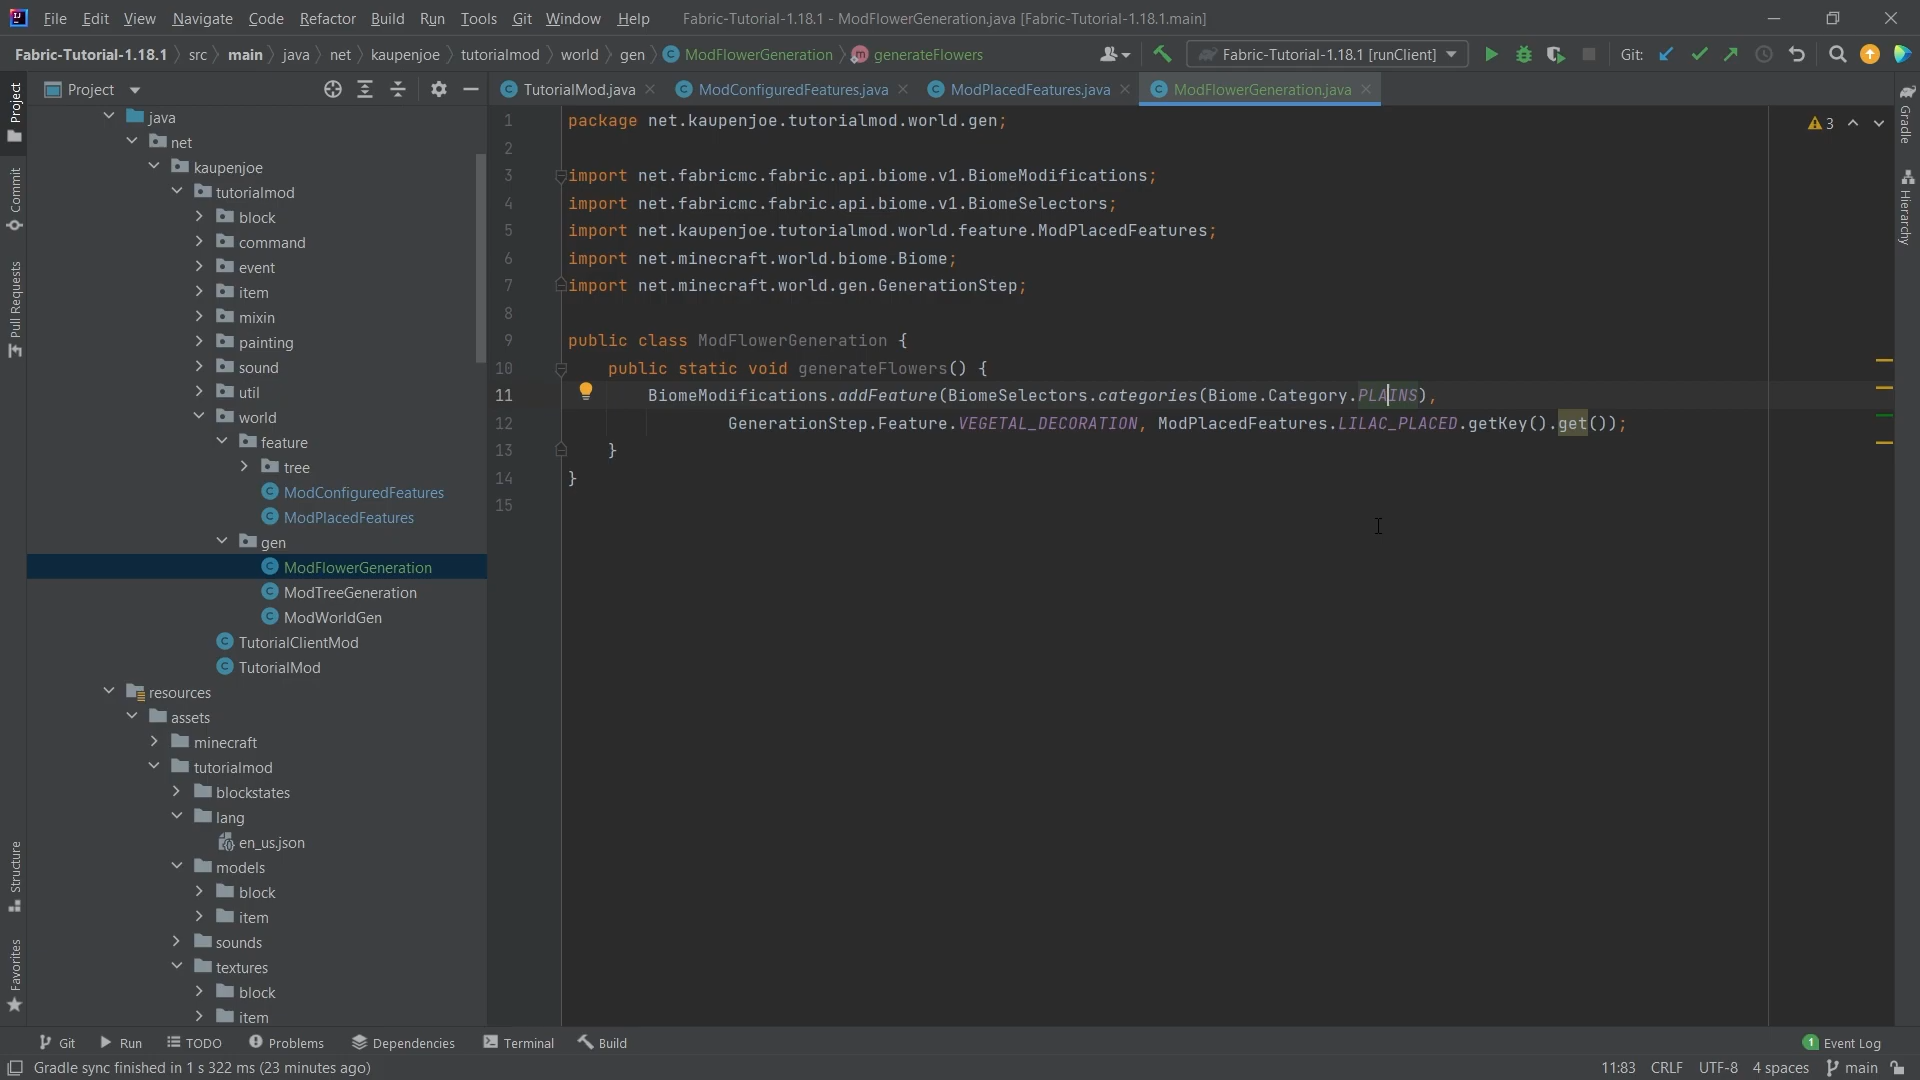 File Edit View Navigate Code Refactor Build Run Tools Git Window Help Fabric-Tutorial-1.18.1 - ModFlowerGeneration.java [Fabric-Tutorial-1.18.1.main]
Fabric-Tutorial-1.18.1 src main java net kaupenjoe tutorialmod world gen ModFlowerGeneration generateFlowers Fabric-Tutorial-1.18.1 [runClient] Git:
Project
TutorialMod.java ModConfiguredFeatures.java ModPlacedFeatures.java ModFlowerGeneration.java
Project
Commit
Pull Requests
Structure
Favorites
java
net
kaupenjoe
tutorialmod
block
command
event
item
mixin
painting
sound
util
world
feature
tree
ModConfiguredFeatures
ModPlacedFeatures
gen
ModFlowerGeneration
ModTreeGeneration
ModWorldGen
TutorialClientMod
TutorialMod
resources
assets
minecraft
tutorialmod
blockstates
lang
en_us.json
models
block
item
sounds
textures
block
item
1 package net.kaupenjoe.tutorialmod.world.gen;
2
3 import net.fabricmc.fabric.api.biome.v1.BiomeModifications;
4 import net.fabricmc.fabric.api.biome.v1.BiomeSelectors;
5 import net.kaupenjoe.tutorialmod.world.feature.ModPlacedFeatures;
6 import net.minecraft.world.biome.Biome;
7 import net.minecraft.world.gen.GenerationStep;
8
9 public class ModFlowerGeneration {
10 public static void generateFlowers() {
11 BiomeModifications.addFeature(BiomeSelectors.categories(Biome.Category.PLAINS),
12 GenerationStep.Feature.VEGETAL_DECORATION, ModPlacedFeatures.LILAC_PLACED.getKey().get());
13 }
14 }
15
3
Gradle
Hierarchy
Git Run TODO Problems Dependencies Terminal Build 1 Event Log
Gradle sync finished in 1 s 322 ms (23 minutes ago) 11:83 CRLF UTF-8 4 spaces main